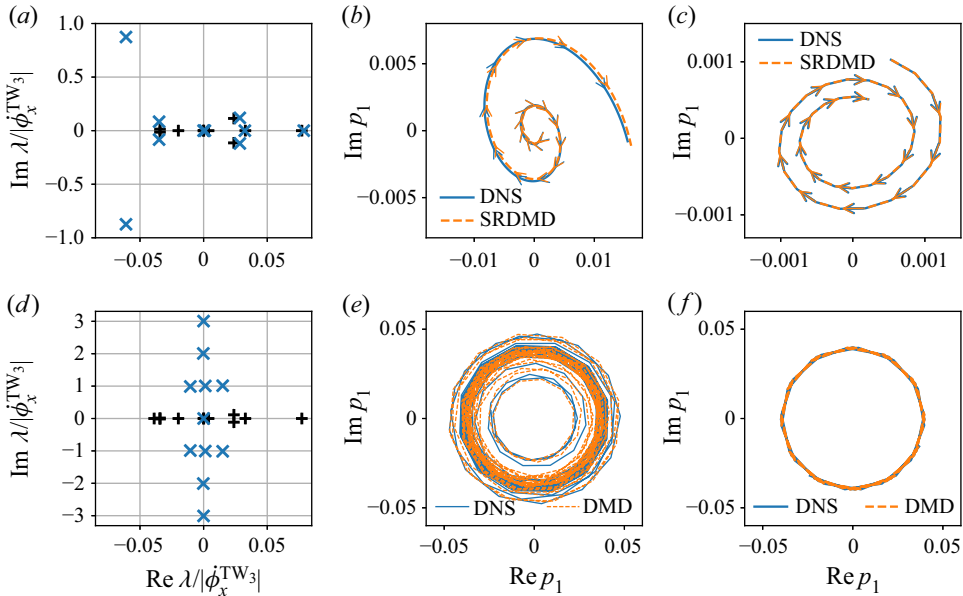 (a)
1.0
0.5
0
−0.5
−1.0
Im λ/|ϕ̇ₓ^TW₃|
−0.05 0 0.05
(b)
0.005
0
−0.005
Im p₁
DNS
SRDMD
−0.01 0 0.01
(c)
0.001
0
−0.001
Im p₁
DNS
SRDMD
−0.001 0 0.001
(d)
3
2
1
0
−1
−2
−3
Im λ/|ϕ̇ₓ^TW₃|
−0.05 0 0.05
Re λ/|ϕ̇ₓ^TW₃|
(e)
0.05
0
−0.05
Im p₁
DNS DMD
−0.05 0 0.05
Re p₁
(f)
0.05
0
−0.05
Im p₁
DNS DMD
−0.05 0 0.05
Re p₁